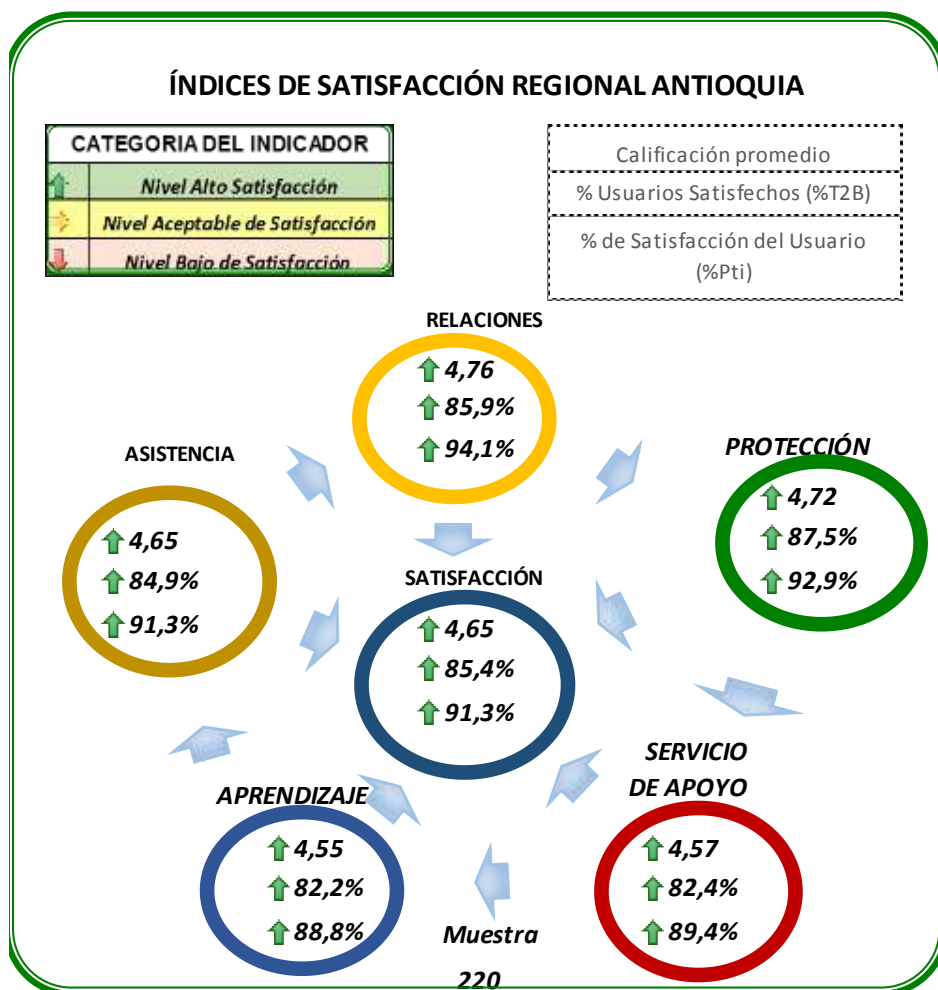 ÍNDICES DE SATISFACCIÓN REGIONAL ANTIOQUIA
CATEGORIA DEL INDICADOR
Nivel Alto Satisfacción
Nivel Aceptable de Satisfacción
Nivel Bajo de Satisfacción
Calificación promedio
% Usuarios Satisfechos (%T2B)
% de Satisfacción del Usuario
(%Pti)
RELACIONES
4,76
85,9%
94,1%
ASISTENCIA
4,65
84,9%
91,3%
PROTECCIÓN
4,72
87,5%
92,9%
SATISFACCIÓN
4,65
85,4%
91,3%
APRENDIZAJE
4,55
82,2%
88,8%
SERVICIO
DE APOYO
4,57
82,4%
89,4%
Muestra
220